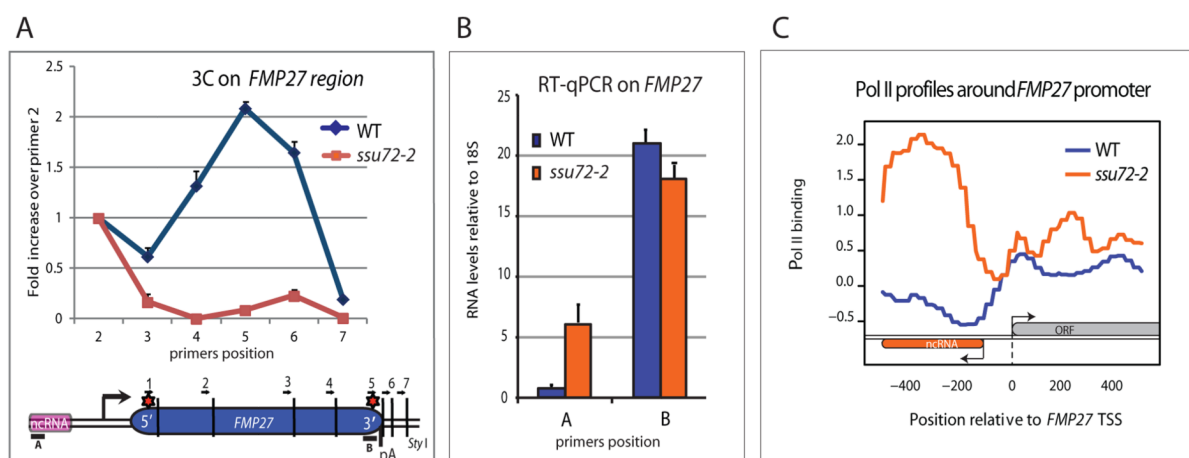 A
3C on FMP27 region
2.5
2
1.5
1
0.5
0
Fold increase over primer 2
WT
ssu72-2
2 3 4 5 6 7
primers position
1 2 3 4 5 6 7
ncRNA 5' FMP27 3'
A B Sty I
pA
B
RT-qPCR on FMP27
25
20
15
10
5
0
RNA levels relative to 18S
WT
ssu72-2
A B
primers position
C
Pol II profiles around FMP27 promoter
2.0
1.5
1.0
0.5
0.0
−0.5
Pol II binding
WT
ssu72-2
ORF
ncRNA
−400 −200 0 200 400
Position relative to FMP27 TSS